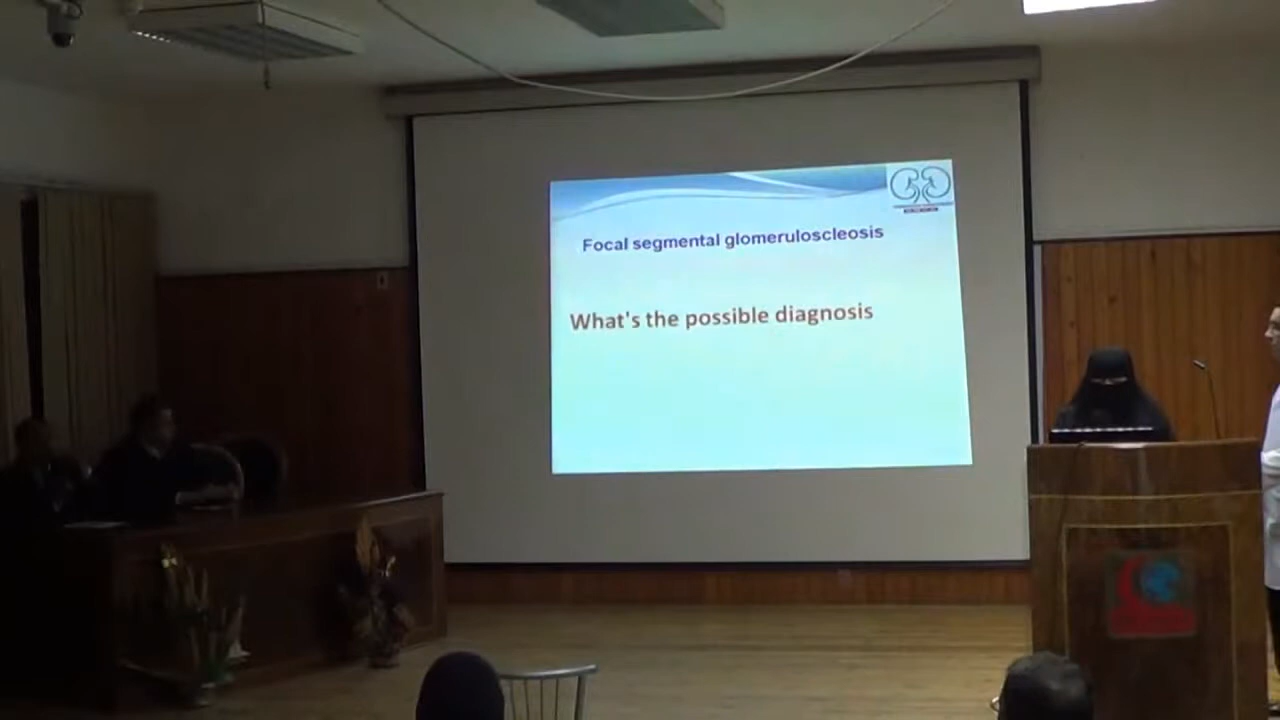 Focal segmental glomeruloscleosis
What's the possible diagnosis